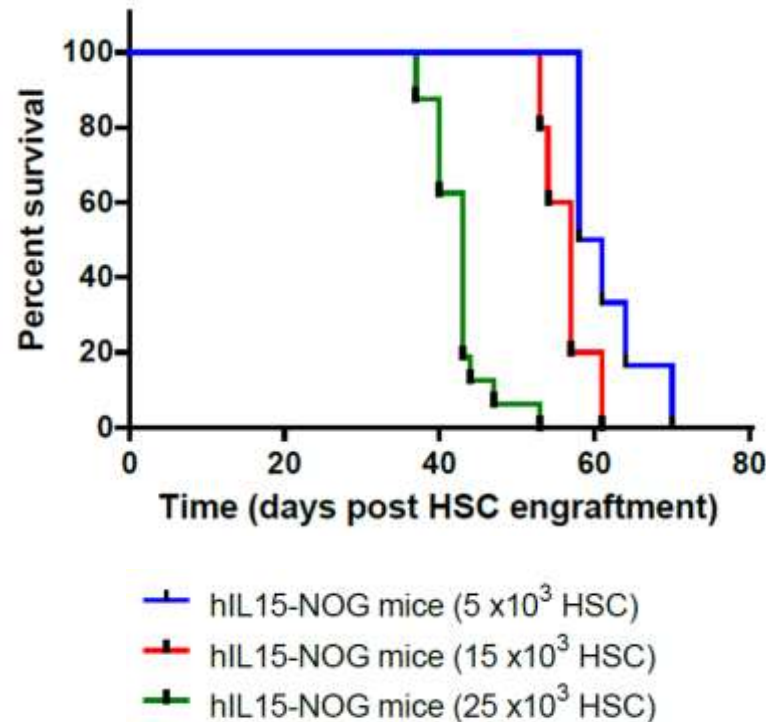 Percent survival
100
80
60
40
20
0
0 20 40 60 80
Time (days post HSC engraftment)
hIL15-NOG mice (5 x10³ HSC)
hIL15-NOG mice (15 x10³ HSC)
hIL15-NOG mice (25 x10³ HSC)